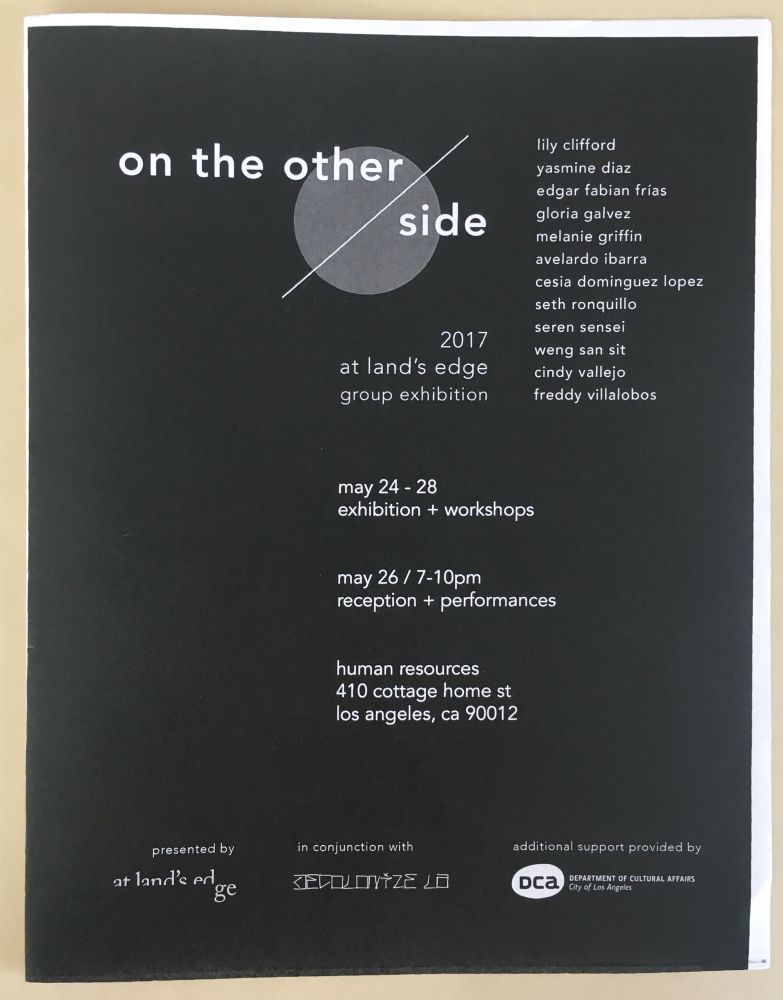 on the other
side
2017
at land's edge
group exhibition
lily clifford
yasmine diaz
edgar fabian frías
gloria galvez
melanie griffin
avelardo ibarra
cesia dominguez lopez
seth ronquillo
seren sensei
weng san sit
cindy vallejo
freddy villalobos
may 24 - 28
exhibition + workshops
may 26 / 7-10pm
reception + performances
human resources
410 cottage home st
los angeles, ca 90012
presented by
at land's edge
in conjunction with
DECOLONIZE LA
additional support provided by
DCa
DEPARTMENT OF CULTURAL AFFAIRS
City of Los Angeles